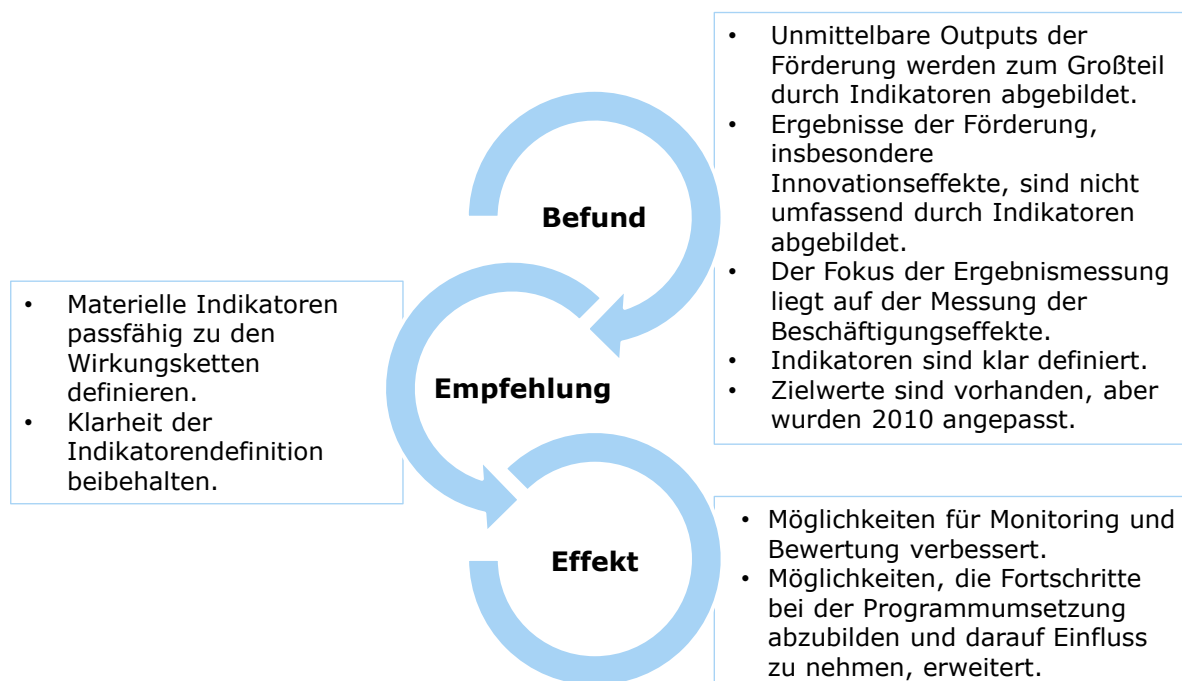 • Unmittelbare Outputs der
Förderung werden zum Großteil
durch Indikatoren abgebildet.
• Ergebnisse der Förderung,
insbesondere
Innovationseffekte, sind nicht
umfassend durch Indikatoren
abgebildet.
• Der Fokus der Ergebnismessung
liegt auf der Messung der
Beschäftigungseffekte.
• Indikatoren sind klar definiert.
• Zielwerte sind vorhanden, aber
wurden 2010 angepasst.
Befund
• Materielle Indikatoren
passfähig zu den
Wirkungsketten
definieren.
• Klarheit der
Indikatorendefinition
beibehalten.
Empfehlung
Effekt
• Möglichkeiten für Monitoring und
Bewertung verbessert.
• Möglichkeiten, die Fortschritte
bei der Programmumsetzung
abzubilden und darauf Einfluss
zu nehmen, erweitert.